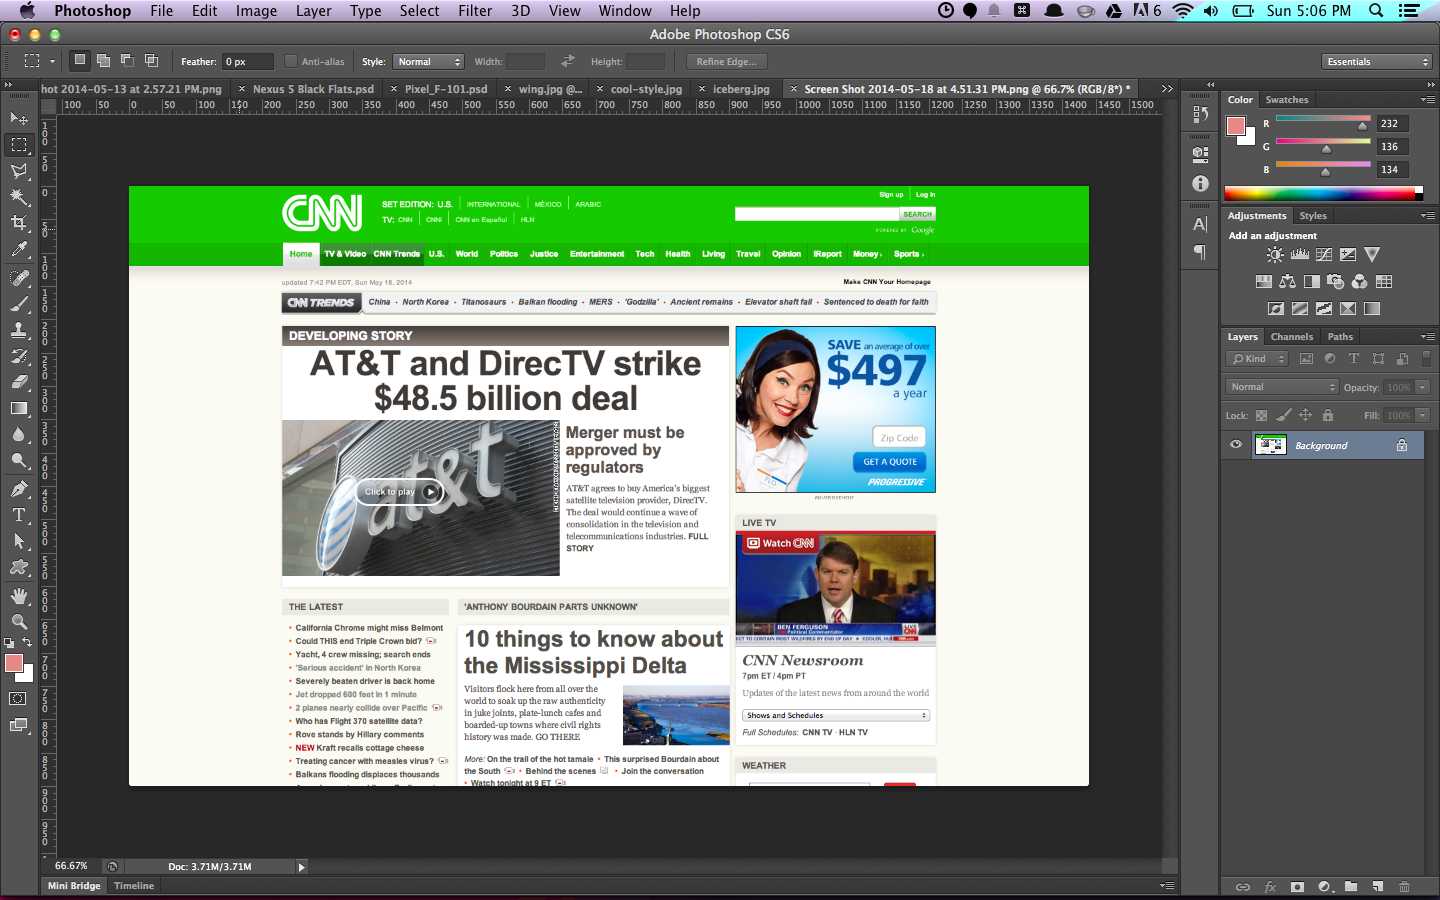 Photoshop File Edit Image Layer Type Select Filter 3D View Window Help 6 Sun 5:06 PM
Adobe Photoshop CS6
Feather: 0 px Anti-alias Style: Normal Width: Height: Refine Edge... Essentials
hot 2014-05-13 at 2.57.21 PM.png × Nexus 5 Black Flats.psd × Pixel_F-101.psd × wing.jpg @... × cool-style.jpg × iceberg.jpg × Screen Shot 2014-05-18 at 4.51.31 PM.png @ 66.7% (RGB/8*) *
100 50 0 50 100 150 200 250 300 350 400 450 500 550 600 650 700 750 800 850 900 950 1000 1050 1100 1150 1200 1250 1300 1350 1400 1450 1500
Color Swatches
R 232
G 136
B 134
Adjustments Styles
Add an adjustment
Layers Channels Paths
Kind
Normal Opacity: 100%
Lock: Fill: 100%
Background
CNN
SET EDITION: U.S. INTERNATIONAL MÉXICO ARABIC
TV: CNN CNNi CNN en Español HLN
Sign up Log in
SEARCH
POWERED BY Google
Home TV & Video CNN Trends U.S. World Politics Justice Entertainment Tech Health Living Travel Opinion iReport Money › Sports ›
updated 7:42 PM EDT, Sun May 18, 2014
Make CNN Your Homepage
CNN TRENDS China • North Korea • Titanosaurs • Balkan flooding • MERS • 'Godzilla' • Ancient remains • Elevator shaft fall • Sentenced to death for faith
DEVELOPING STORY
AT&T and DirecTV strike
$48.5 billion deal
at&t
Click to play
Merger must be
approved by
regulators
AT&T agrees to buy America's biggest
satellite television provider, DirecTV.
The deal would continue a wave of
consolidation in the television and
telecommunications industries. FULL
STORY
SAVE an average of over
$497
a year
Zip Code
GET A QUOTE
FLO
PROGRESSIVE
ADVERTISEMENT
LIVE TV
Watch CNN
BEN FERGUSON
CNN Political Commentator
LIVE
CNN
ECT TO CONTAIN MOST WILDFIRES BY END OF DAY • COOLER, HU
CNN Newsroom
7pm ET / 4pm PT
Updates of the latest news from around the world
Shows and Schedules
Full Schedules: CNN TV · HLN TV
WEATHER
THE LATEST
• California Chrome might miss Belmont
• Could THIS end Triple Crown bid?
• Yacht, 4 crew missing; search ends
• 'Serious accident' in North Korea
• Severely beaten driver is back home
• Jet dropped 600 feet in 1 minute
• 2 planes nearly collide over Pacific
• Who has Flight 370 satellite data?
• Rove stands by Hillary comments
• NEW Kraft recalls cottage cheese
• Treating cancer with measles virus?
• Balkans flooding displaces thousands
'ANTHONY BOURDAIN PARTS UNKNOWN'
10 things to know about
the Mississippi Delta
Visitors flock here from all over the
world to soak up the raw authenticity
in juke joints, plate-lunch cafes and
boarded-up towns where civil rights
history was made. GO THERE
More: On the trail of the hot tamale • This surprised Bourdain about
the South • Behind the scenes • Join the conversation
• Watch tonight at 9 ET
66.67% Doc: 3.71M/3.71M
Mini Bridge Timeline